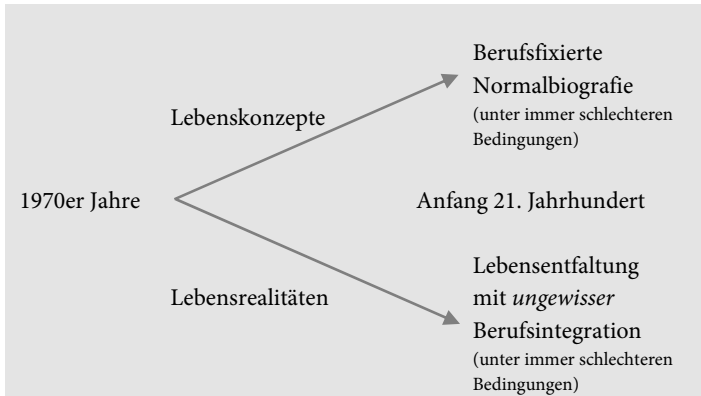 Berufsfixierte
Normalbiografie
(unter immer schlechteren
Bedingungen)
Lebenskonzepte
1970er Jahre
Anfang 21. Jahrhundert
Lebensrealitäten
Lebensentfaltung
mit ungewisser
Berufsintegration
(unter immer schlechteren
Bedingungen)